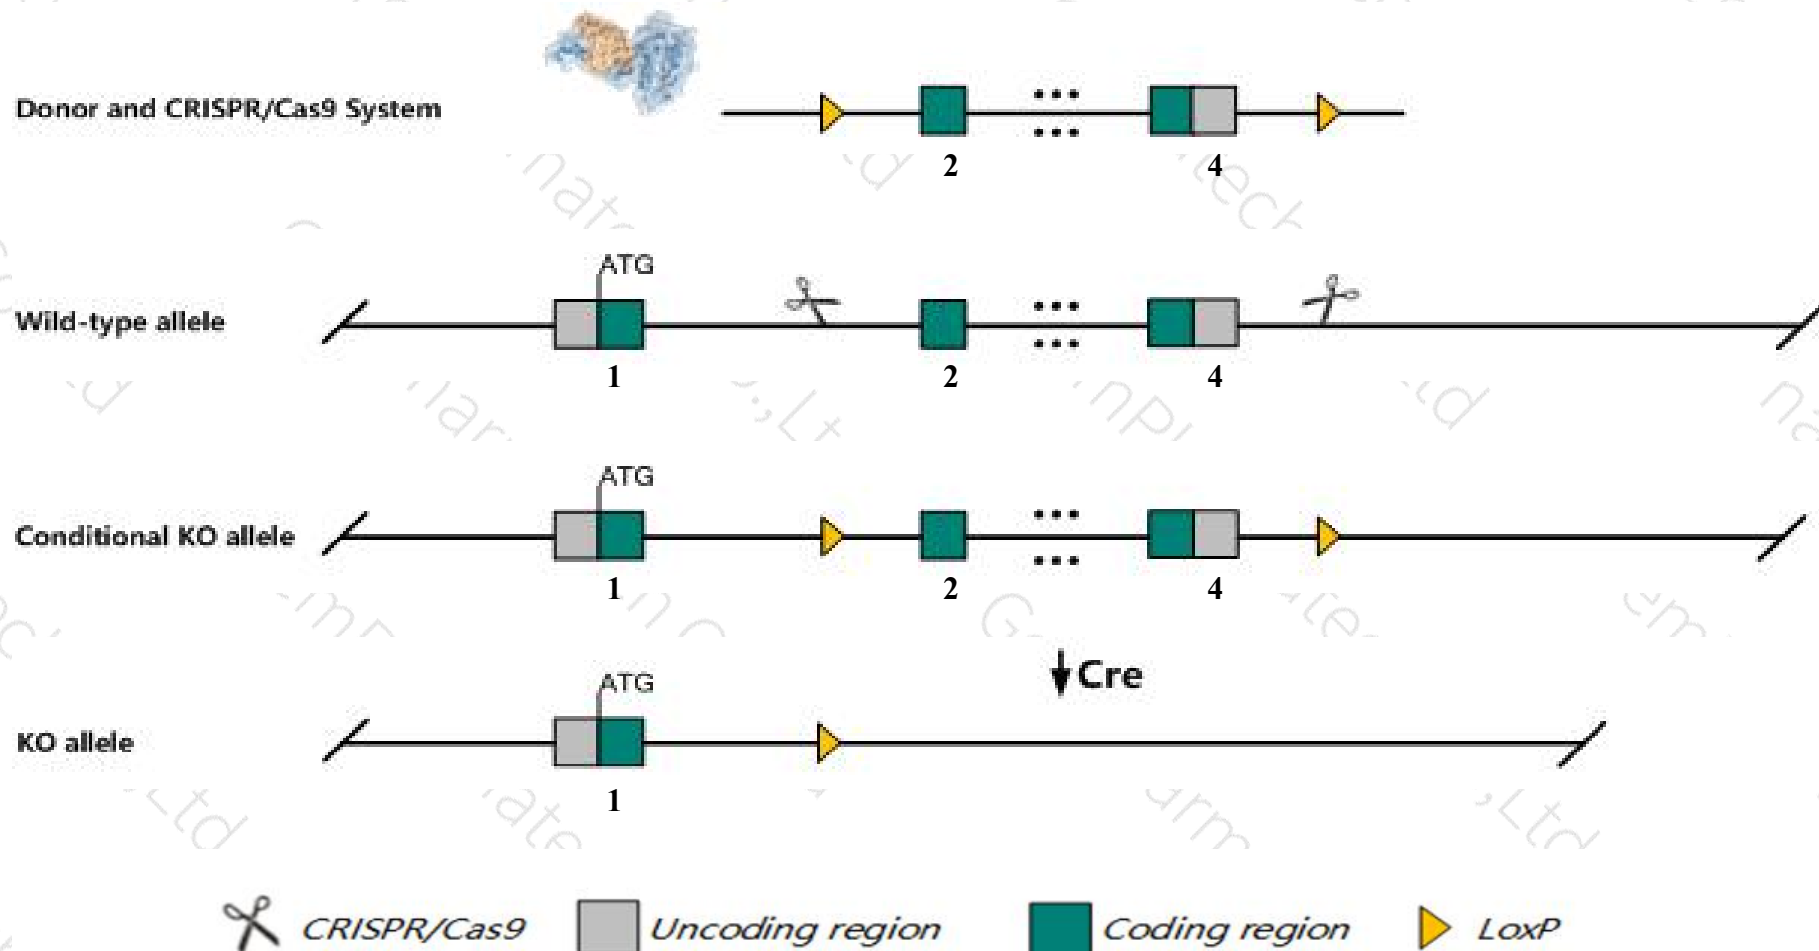 Donor and CRISPR/Cas9 System
2 4
ATG
Wild-type allele
1 2 4
ATG
Conditional KO allele
1 2 4
Cre
ATG
KO allele
1
CRISPR/Cas9 Uncoding region Coding region LoxP